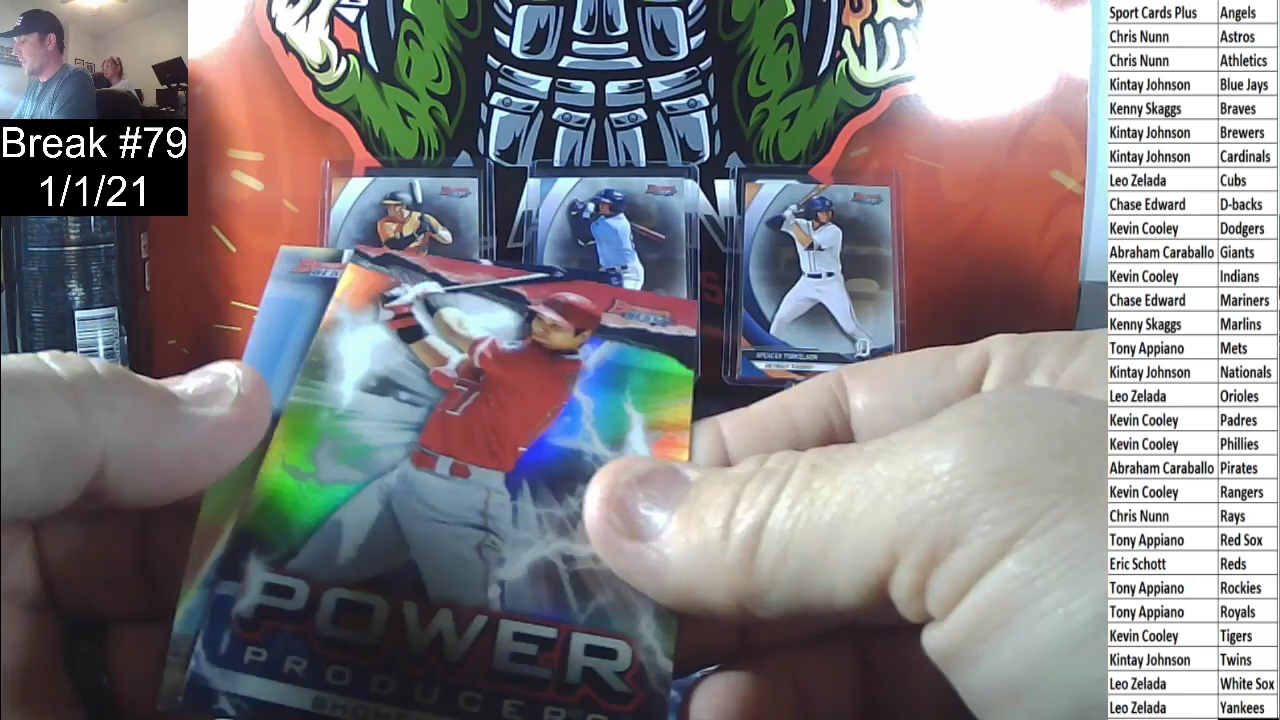 Break #79
1/1/21
SPENCER TORKELSON
DETROIT TIGERS
7
POWER
PRODUCERS
Sport Cards Plus Angels
Chris Nunn Astros
Chris Nunn Athletics
Kintay Johnson Blue Jays
Kenny Skaggs Braves
Kintay Johnson Brewers
Kintay Johnson Cardinals
Leo Zelada Cubs
Chase Edward D-backs
Kevin Cooley Dodgers
Abraham Caraballo Giants
Kevin Cooley Indians
Chase Edward Mariners
Kenny Skaggs Marlins
Tony Appiano Mets
Kintay Johnson Nationals
Leo Zelada Orioles
Kevin Cooley Padres
Kevin Cooley Phillies
Abraham Caraballo Pirates
Kevin Cooley Rangers
Chris Nunn Rays
Tony Appiano Red Sox
Eric Schott Reds
Tony Appiano Rockies
Tony Appiano Royals
Kevin Cooley Tigers
Kintay Johnson Twins
Leo Zelada White Sox
Leo Zelada Yankees